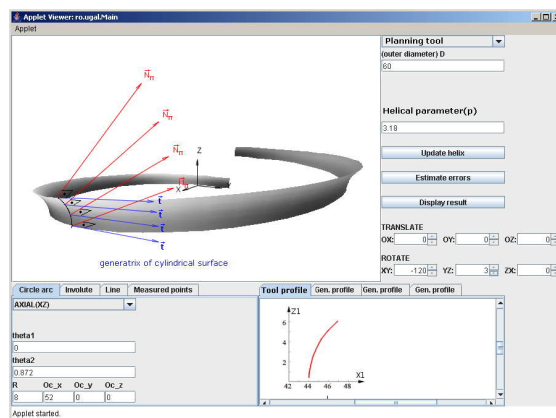 Applet Viewer: ro.ugal.Main
Applet
Planning tool
(outer diameter) D
60
Helical parameter(p)
3.18
Update helix
Estimate errors
Display result
TRANSLATE
OX: 0 OY: 0 OZ: 0
ROTATE
XY: -120 YZ: 3 ZX: 0
N π
N π
N π
Z
X
t
t
t
t
generatrix of cylindrical surface
Circle arc Involute Line Measured points
AXIAL(XZ)
theta1
0
theta2
0.872
R Oc_x Oc_y Oc_z
8 52 0 0
Tool profile Gen. profile Gen. profile Gen. profile
Z1
6
4
2
X1
42 44 46 48
Applet started.